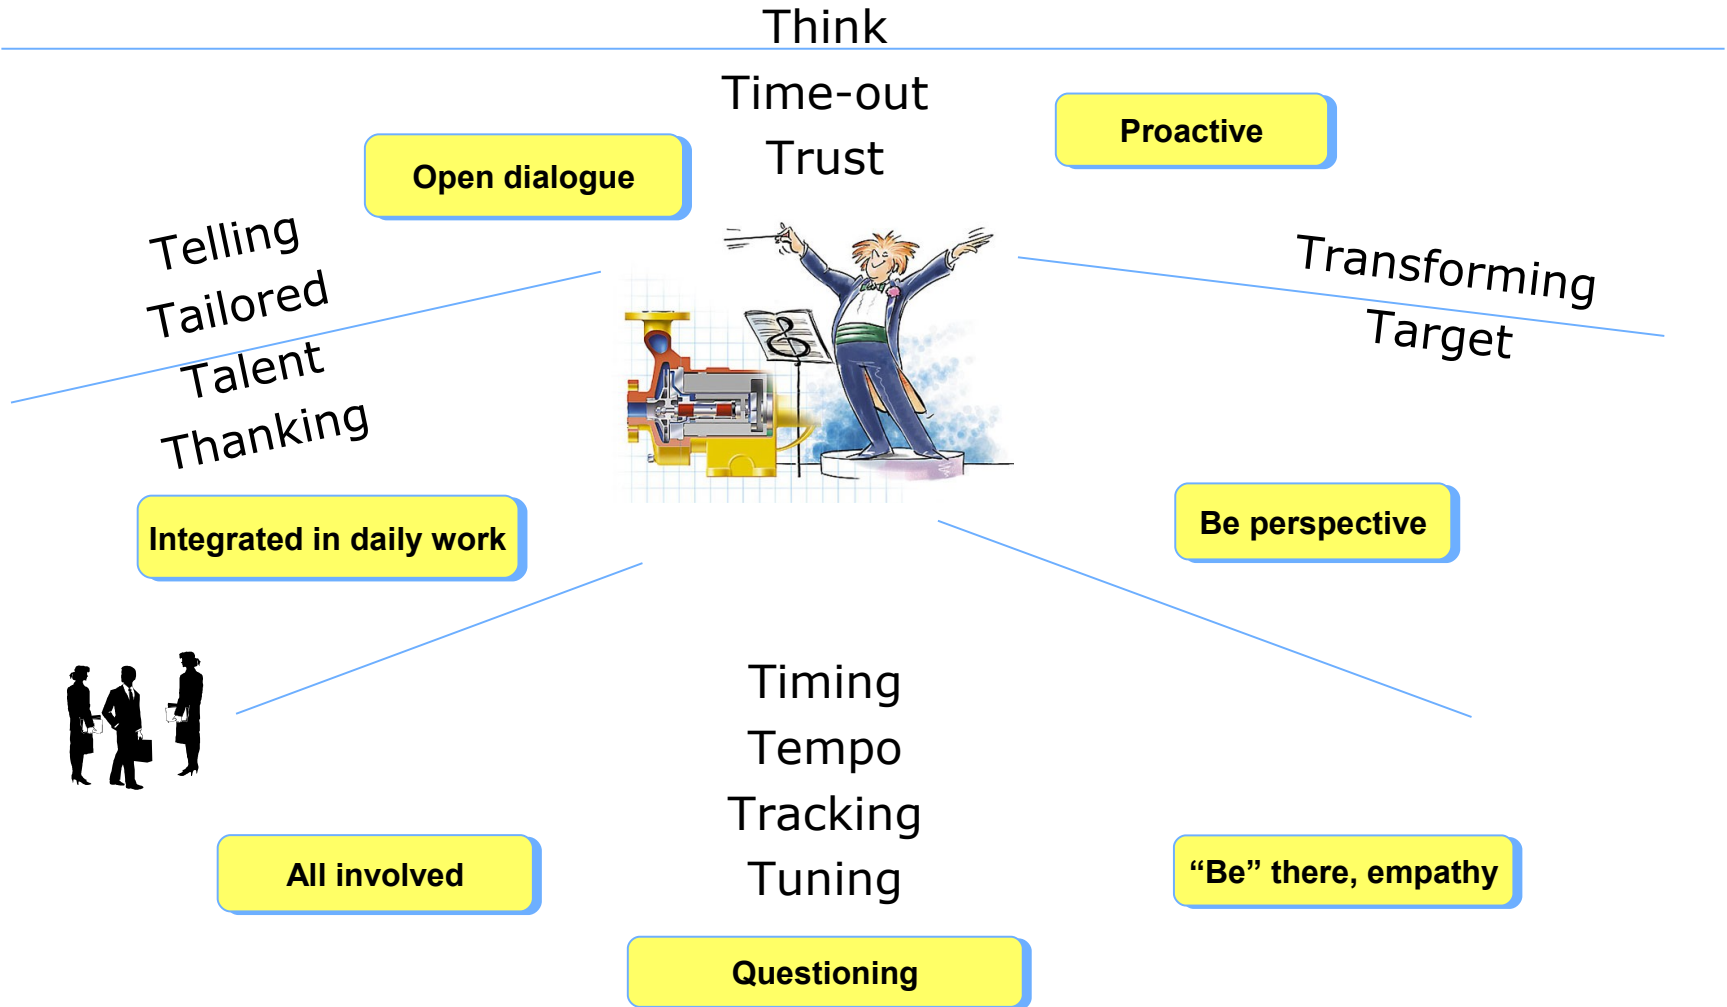 Think
Time-out
Trust
Proactive
Open dialogue
Telling
Tailored
Talent
Thanking
Transforming
Target
Integrated in daily work
Be perspective
Timing
Tempo
Tracking
Tuning
All involved
“Be” there, empathy
Questioning